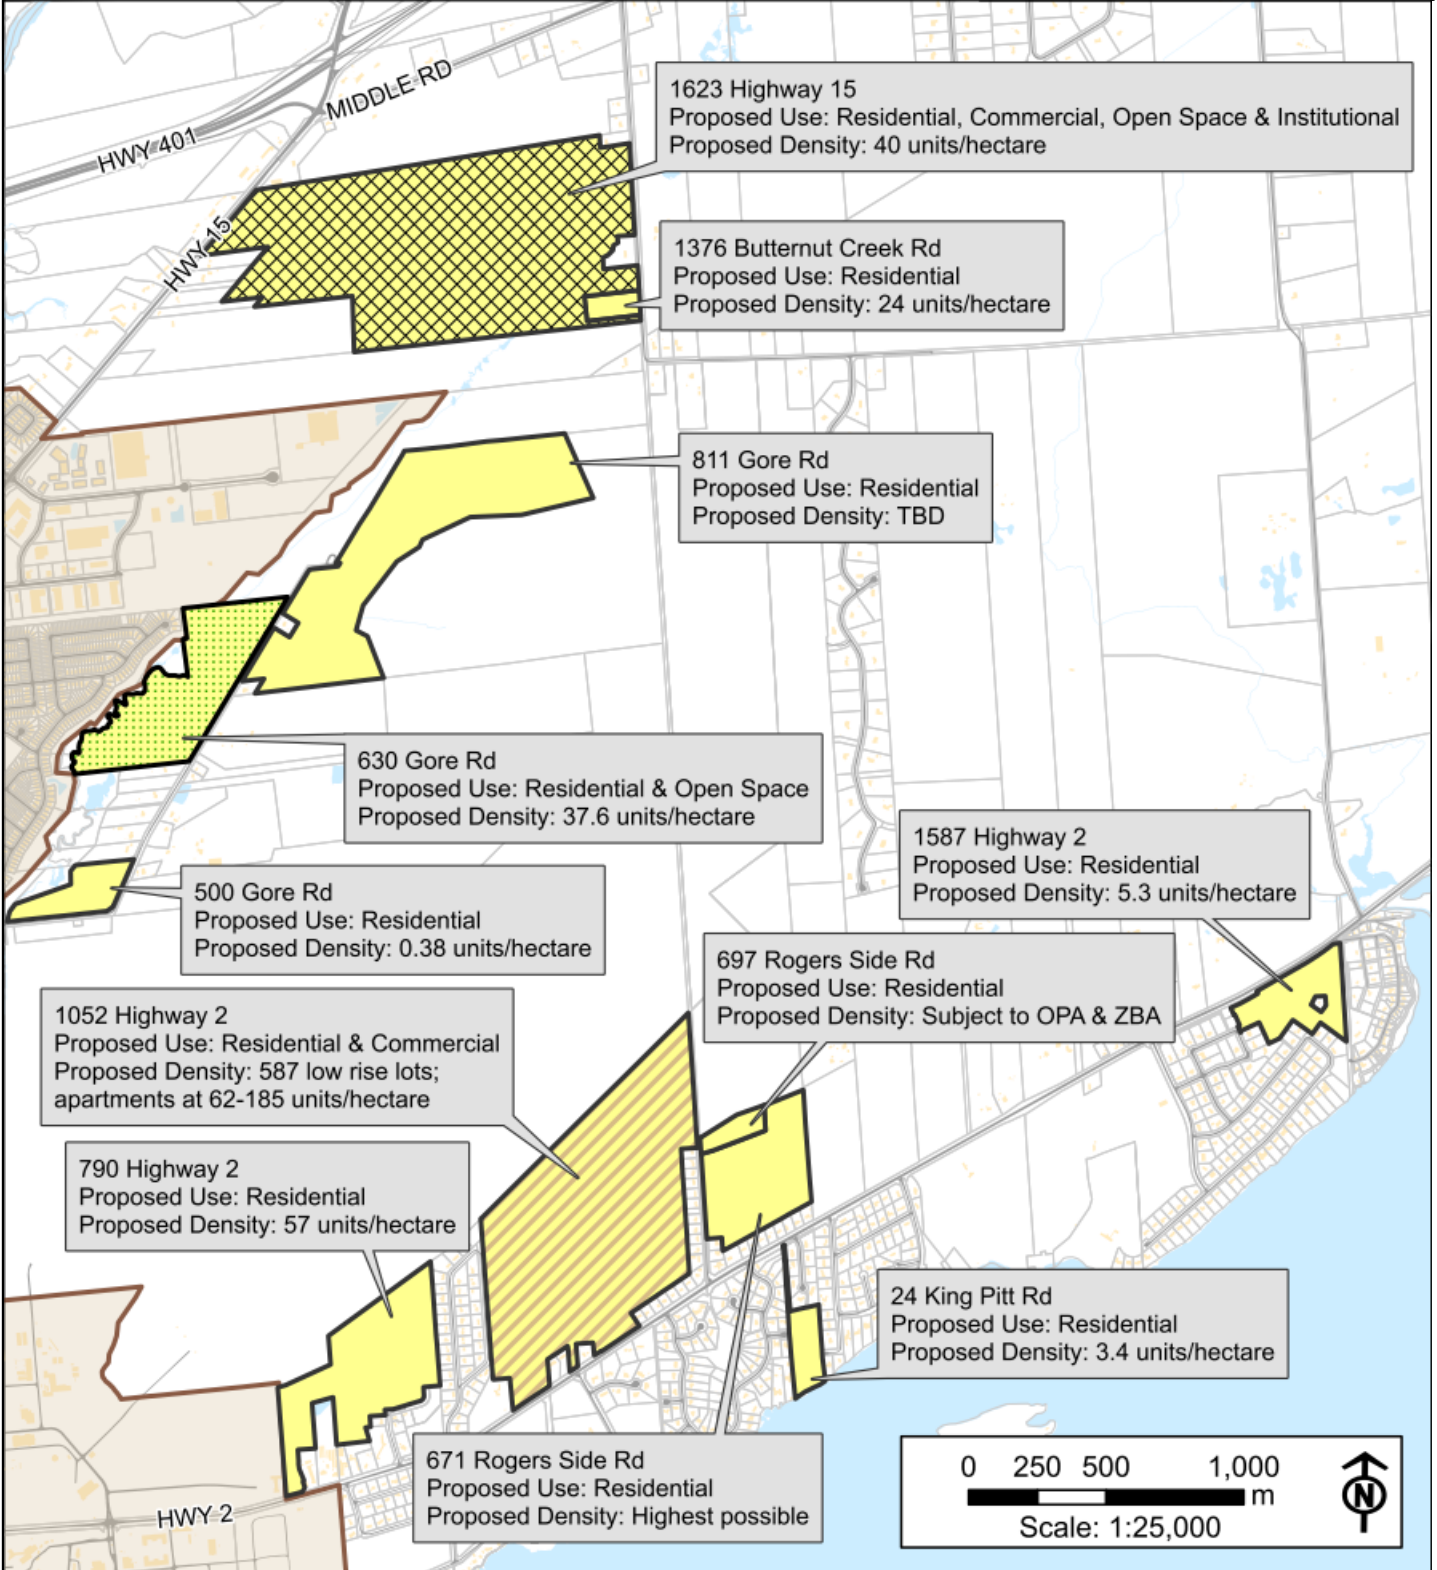 MIDDLE RD
HWY 401
HWY 15
1623 Highway 15
Proposed Use: Residential, Commercial, Open Space & Institutional
Proposed Density: 40 units/hectare
1376 Butternut Creek Rd
Proposed Use: Residential
Proposed Density: 24 units/hectare
811 Gore Rd
Proposed Use: Residential
Proposed Density: TBD
630 Gore Rd
Proposed Use: Residential & Open Space
Proposed Density: 37.6 units/hectare
1587 Highway 2
Proposed Use: Residential
Proposed Density: 5.3 units/hectare
500 Gore Rd
Proposed Use: Residential
Proposed Density: 0.38 units/hectare
697 Rogers Side Rd
Proposed Use: Residential
Proposed Density: Subject to OPA & ZBA
1052 Highway 2
Proposed Use: Residential & Commercial
Proposed Density: 587 low rise lots;
apartments at 62-185 units/hectare
790 Highway 2
Proposed Use: Residential
Proposed Density: 57 units/hectare
24 King Pitt Rd
Proposed Use: Residential
Proposed Density: 3.4 units/hectare
671 Rogers Side Rd
Proposed Use: Residential
Proposed Density: Highest possible
HWY 2
0 250 500 1,000
m
Scale: 1:25,000
N